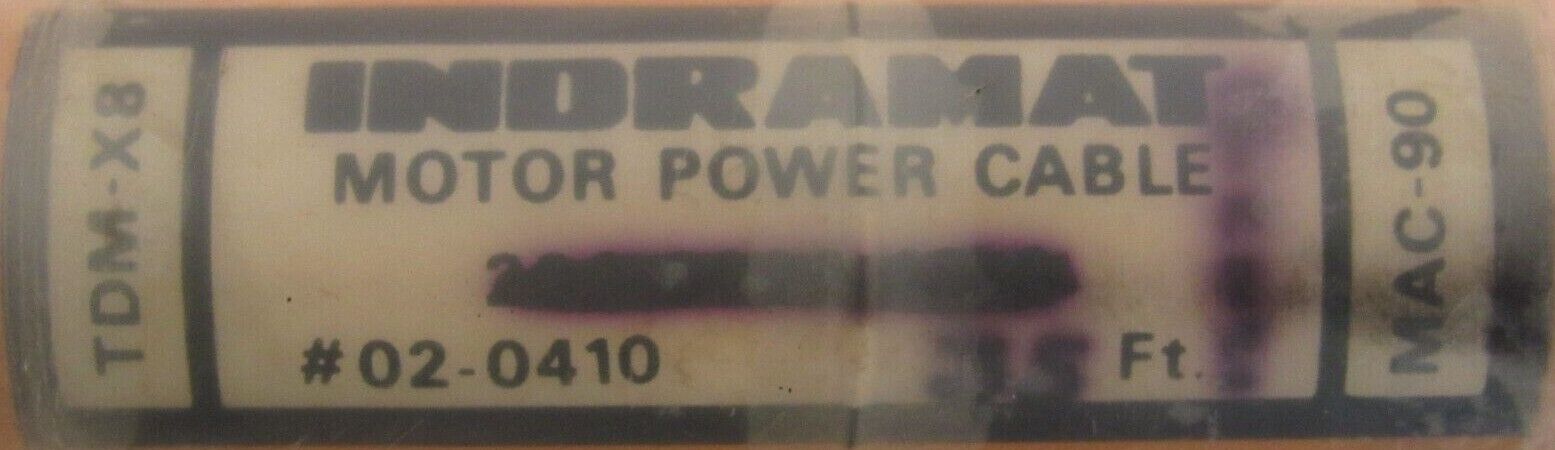 TDM-X8
INDRAMAT
MOTOR POWER CABLE
#02-0410 Ft.
MAC-90